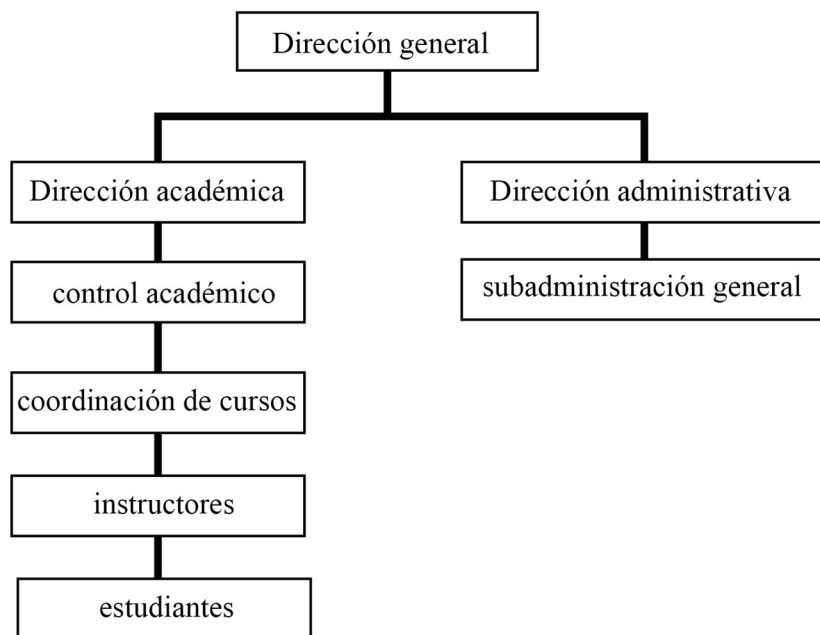 Dirección general
Dirección académica
Dirección administrativa
control académico
subadministración general
coordinación de cursos
instructores
estudiantes